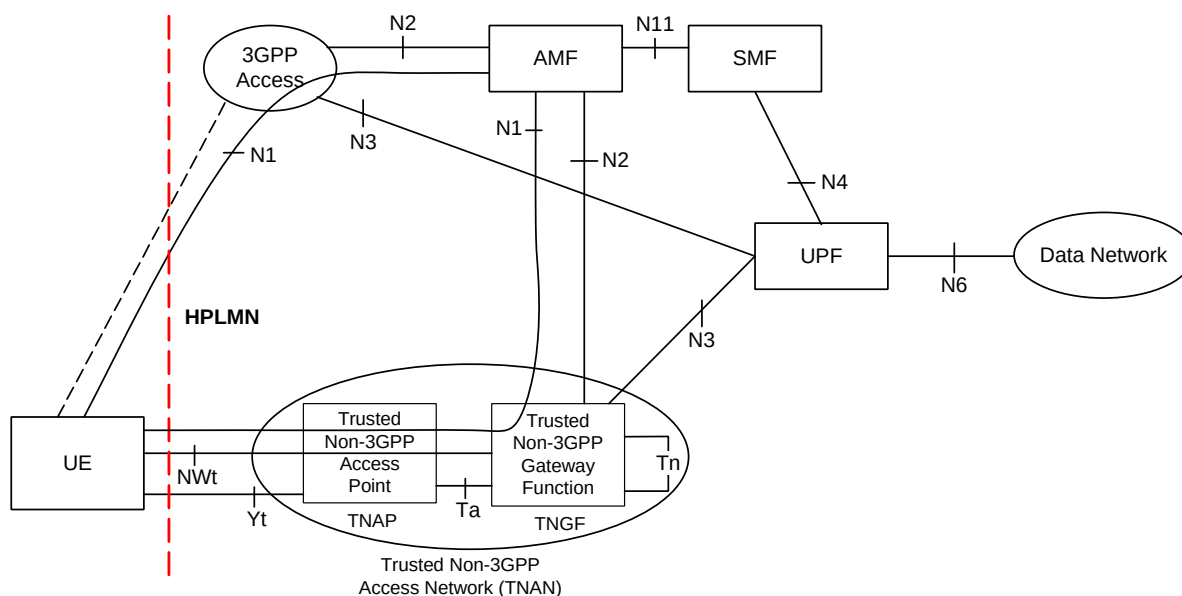 N2
N11
3GPP
Access
AMF
SMF
N1
N3
N1
N2
N4
UPF
Data Network
N6
HPLMN
N3
UE
Trusted
Non-3GPP
Access
Point
Trusted
Non-3GPP
Gateway
Function
Tn
NWt
Yt
Ta
TNAP
TNGF
Trusted Non-3GPP
Access Network (TNAN)